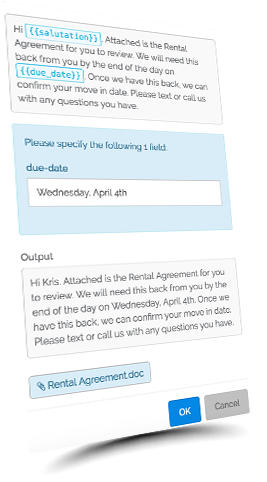 Hi {{salutation}}. Attached is the Rental
Agreement for you to review. We will need this
back from you by the end of the day on
{{due_date}}. Once we have this back, we can
confirm your move in date. Please text or call us
with any questions you have.
Please specify the following 1 field.
due-date
Wednesday, April 4th
Output
Hi Kris. Attached is the Rental Agreement for you
to review. We will need this back from you by the
end of the day on Wednesday, April 4th. Once we
have this back, we can confirm your move in date.
Please text or call us with any questions you have.
Rental Agreement.doc
OK
Cancel